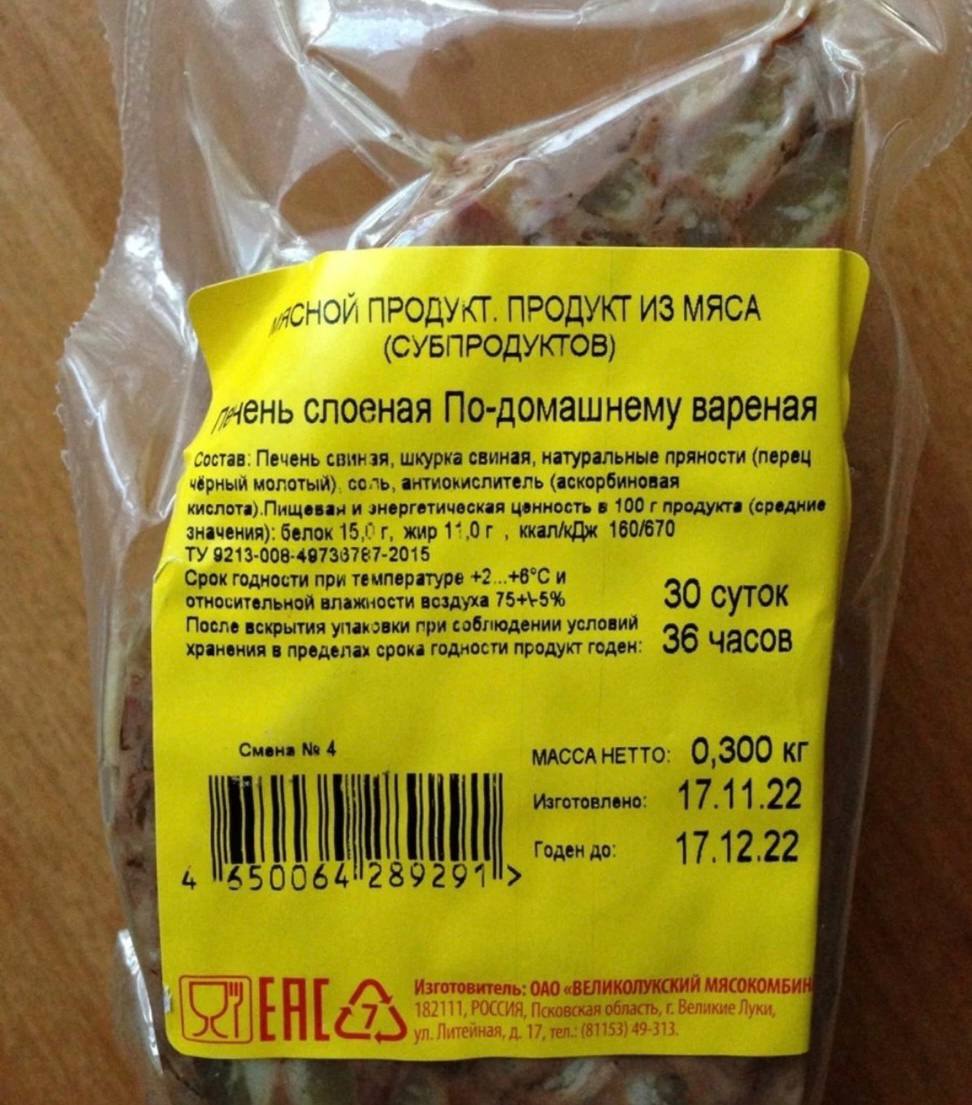 МЯСНОЙ ПРОДУКТ. ПРОДУКТ ИЗ МЯСА
(СУБПРОДУКТОВ)
Печень слоеная По-домашнему вареная
Состав: Печень свиная, шкурка свиная, натуральные пряности (перец
чёрный молотый), соль, антиокислитель (аскорбиновая
кислота).Пищевая и энергетическая ценность в 100 г продукта (средние
значения): белок 15,0 г, жир 11,0 г , ккал/кДж 160/670
ТУ 9213-008-49736787-2015
Срок годности при температуре +2...+6°C и
относительной влажности воздуха 75+\-5% 30 суток
После вскрытия упаковки при соблюдении условий
хранения в пределах срока годности продукт годен: 36 часов
Смена № 4
МАССА НЕТТО: 0,300 кг
Изготовлено: 17.11.22
Годен до: 17.12.22
4 650064 289291 >
EAC 7
Изготовитель: ОАО «ВЕЛИКОЛУКСКИЙ МЯСОКОМБИН
182111, РОССИЯ, Псковская область, г. Великие Луки,
ул. Литейная, д. 17, тел.: (81153) 49-313.